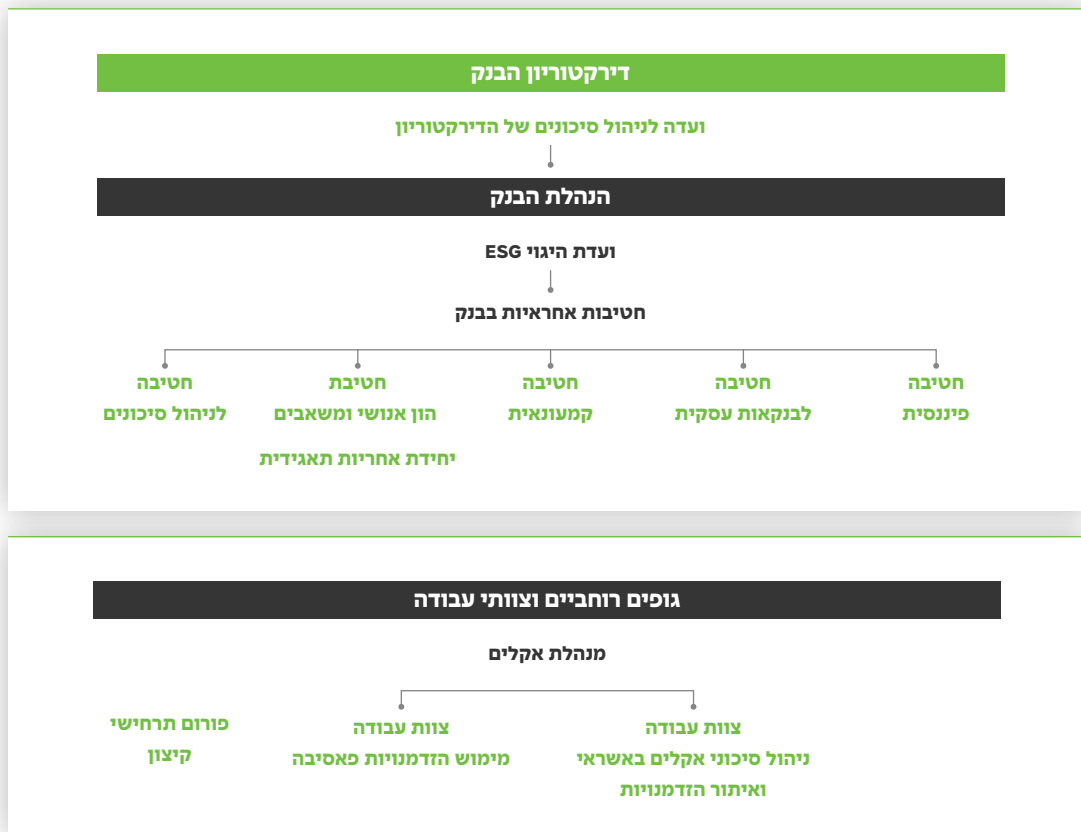 דירקטוריון הבנק
ועדה לניהול סיכונים של הדירקטוריון
הנהלת הבנק
ועדת היגוי ESG
חטיבות אחראיות בבנק
חטיבה
פיננסית
חטיבה
לבנקאות עסקית
חטיבה
קמעונאית
חטיבת
הון אנושי ומשאבים
יחידת אחריות תאגידית
חטיבה
לניהול סיכונים
גופים רוחביים וצוותי עבודה
מנהלת אקלים
צוות עבודה
ניהול סיכוני אקלים באשראי
ואיתור הזדמנויות
צוות עבודה
מימוש הזדמנויות פאסיבה
פורום תרחישי
קיצון